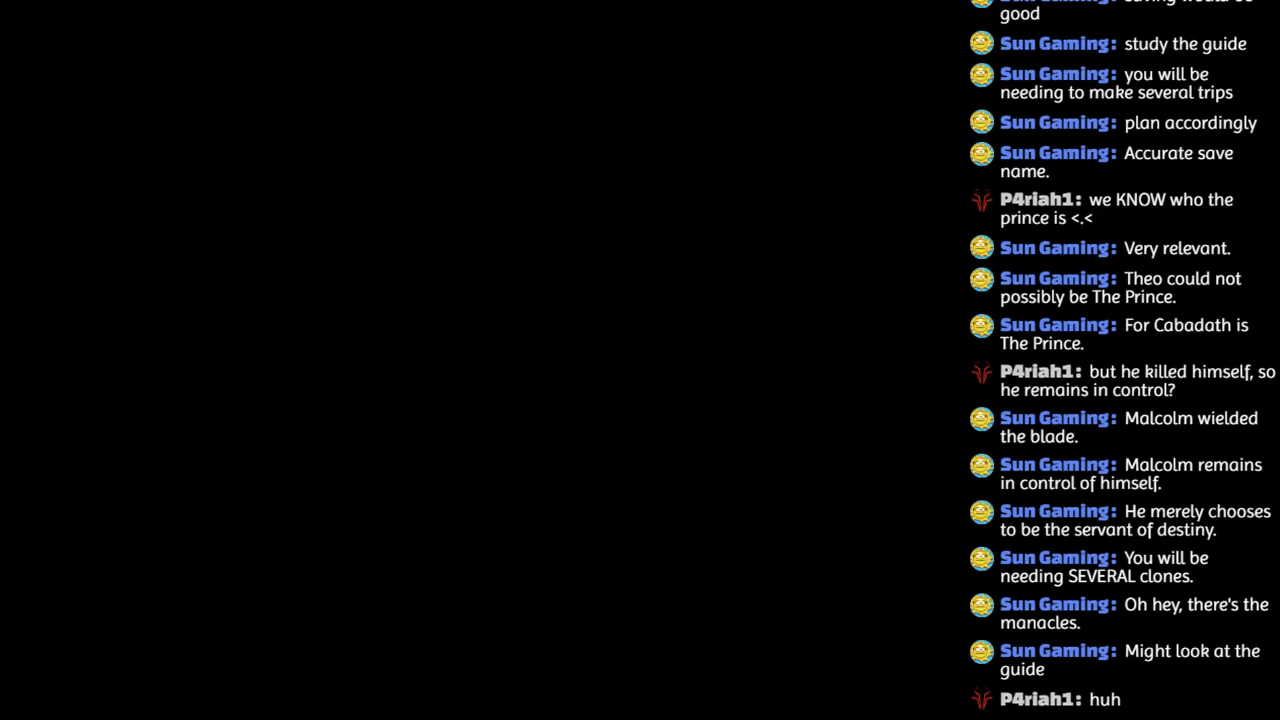 good
Sun Gaming: study the guide
Sun Gaming: you will be
needing to make several trips
Sun Gaming: plan accordingly
Sun Gaming: Accurate save
name.
P4riah1: we KNOW who the
prince is <.<
Sun Gaming: Very relevant.
Sun Gaming: Theo could not
possibly be The Prince.
Sun Gaming: For Cabadath is
The Prince.
P4riah1: but he killed himself, so
he remains in control?
Sun Gaming: Malcolm wielded
the blade.
Sun Gaming: Malcolm remains
in control of himself.
Sun Gaming: He merely chooses
to be the servant of destiny.
Sun Gaming: You will be
needing SEVERAL clones.
Sun Gaming: Oh hey, there's the
manacles.
Sun Gaming: Might look at the
guide
P4riah1: huh